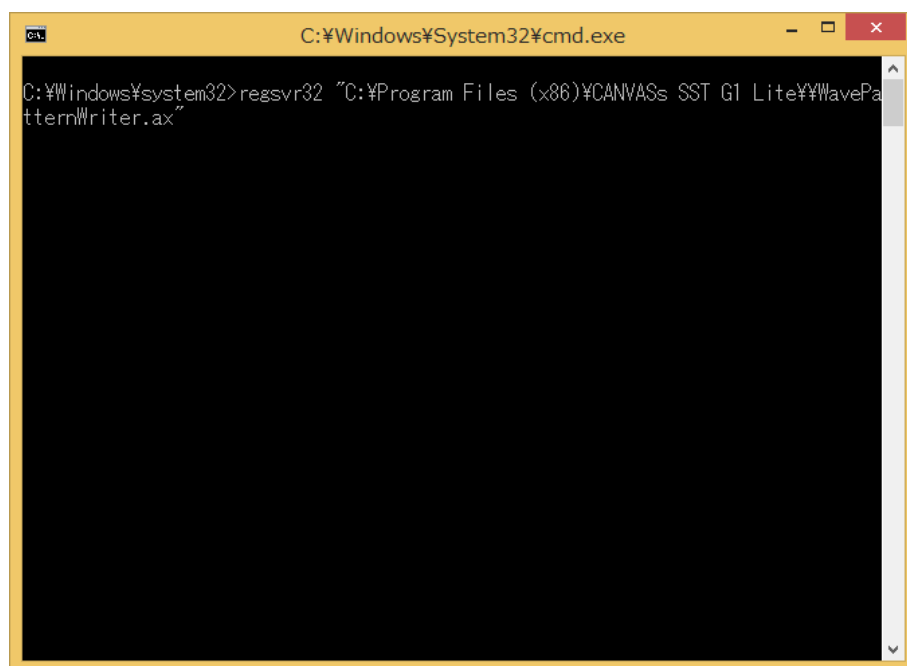 C:¥Windows¥System32¥cmd.exe
C:¥Windows¥system32>regsvr32 "C:¥Program Files (x86)¥CANVASs SST G1 Lite¥¥WavePa
tternWriter.ax"